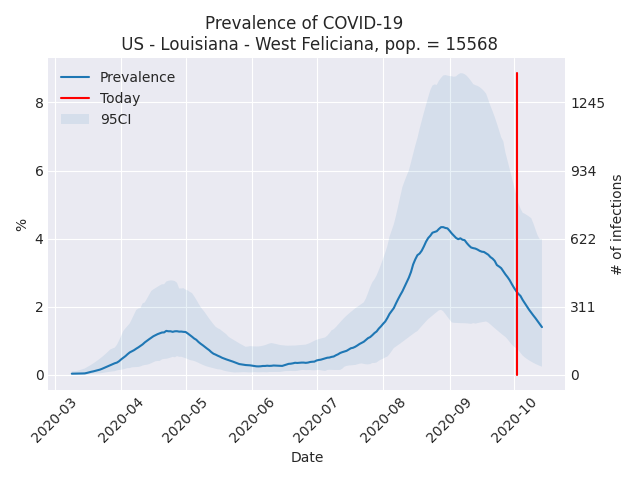 Prevalence of COVID-19
US - Louisiana - West Feliciana, pop. = 15568
Prevalence
Today
95CI
8
6
4
2
0
%
1245
934
622
311
0
# of infections
2020-03
2020-04
2020-05
2020-06
2020-07
2020-08
2020-09
2020-10
Date